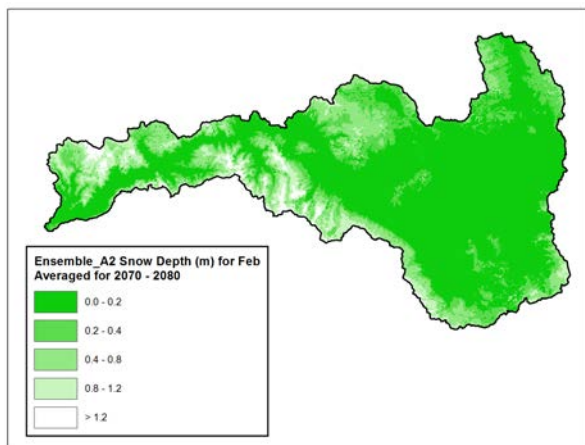 Ensemble_A2 Snow Depth (m) for Feb
Averaged for 2070 - 2080
0.0 - 0.2
0.2 - 0.4
0.4 - 0.8
0.8 - 1.2
> 1.2